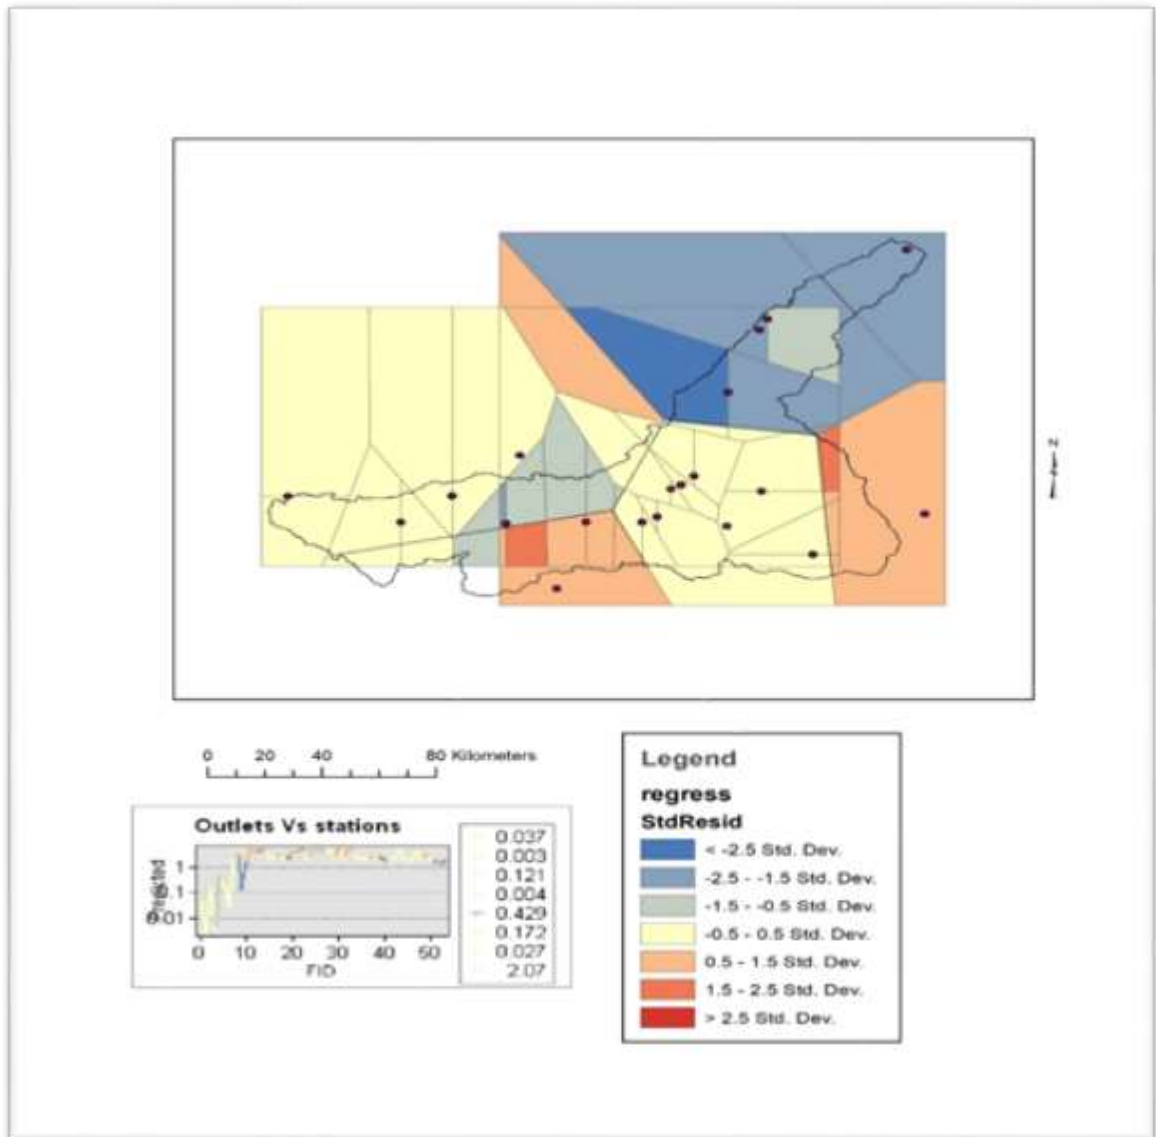 N
0 20 40 80 Kilometers
Outlets Vs stations
Predicted
1
0.1
0.01
0 10 20 30 40 50
FID
0.037
0.003
0.121
0.004
0.429
0.172
0.027
2.07
Legend
regress
StdResid
< -2.5 Std. Dev.
-2.5 - -1.5 Std. Dev.
-1.5 - -0.5 Std. Dev.
-0.5 - 0.5 Std. Dev.
0.5 - 1.5 Std. Dev.
1.5 - 2.5 Std. Dev.
> 2.5 Std. Dev.